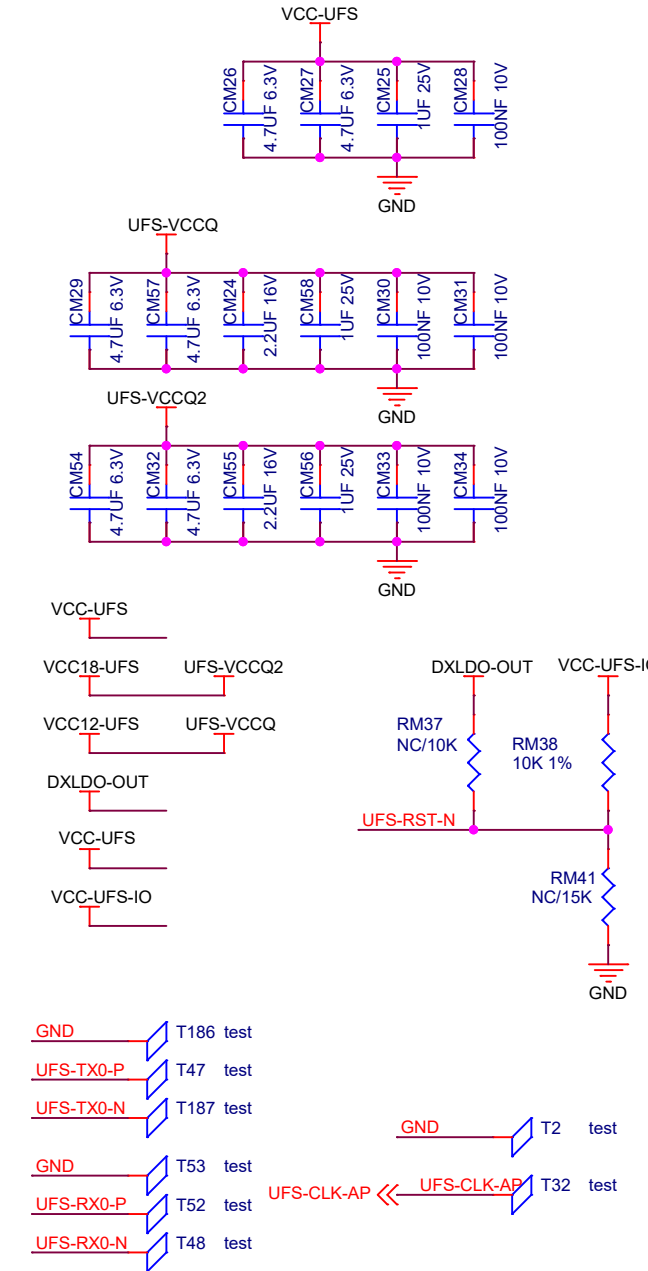 VCC-UFS
CM26
4.7UF 6.3V
CM27
4.7UF 6.3V
CM25
1UF 25V
CM28
100NF 10V
GND
UFS-VCCQ
CM29
4.7UF 6.3V
CM57
4.7UF 6.3V
CM24
2.2UF 16V
CM58
1UF 25V
CM30
100NF 10V
CM31
100NF 10V
GND
UFS-VCCQ2
CM54
4.7UF 6.3V
CM32
4.7UF 6.3V
CM55
2.2UF 16V
CM56
1UF 25V
CM33
100NF 10V
CM34
100NF 10V
GND
VCC-UFS
VCC18-UFS UFS-VCCQ2
VCC12-UFS UFS-VCCQ
DXLDO-OUT
VCC-UFS
VCC-UFS-IO
DXLDO-OUT VCC-UFS-IO
RM37
NC/10K
RM38
10K 1%
UFS-RST-N
RM41
NC/15K
GND
GND T186 test
UFS-TX0-P T47 test
UFS-TX0-N T187 test
GND T53 test
UFS-RX0-P T52 test
UFS-RX0-N T48 test
GND T2 test
UFS-CLK-AP UFS-CLK-AP T32 test